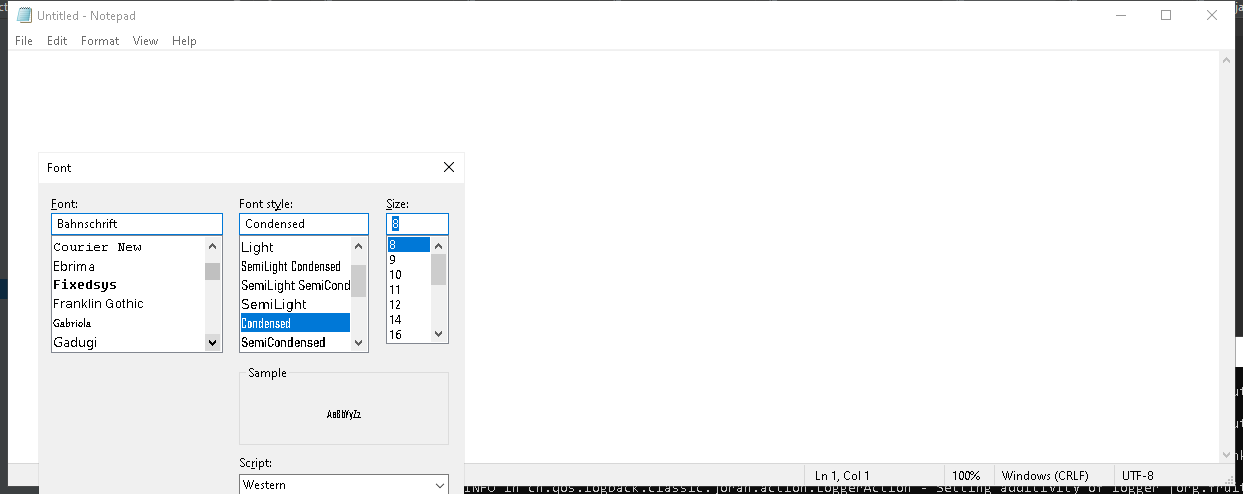 Untitled - Notepad
File Edit Format View Help
Font
Font: Font style: Size:
Bahnschrift Condensed 8
Courier New Light 8
Ebrima SemiLight Condensed 9
Fixedsys SemiLight SemiCond 10
Franklin Gothic SemiLight 11
Gabriola Condensed 12
Gadugi SemiCondensed 14
16
Sample
AaBbYyZz
Script:
Western
Ln 1, Col 1 100% Windows (CRLF) UTF-8
INFO in ch.qos.logback.classic.joran.action.LoggerAction - Setting additivity of logger